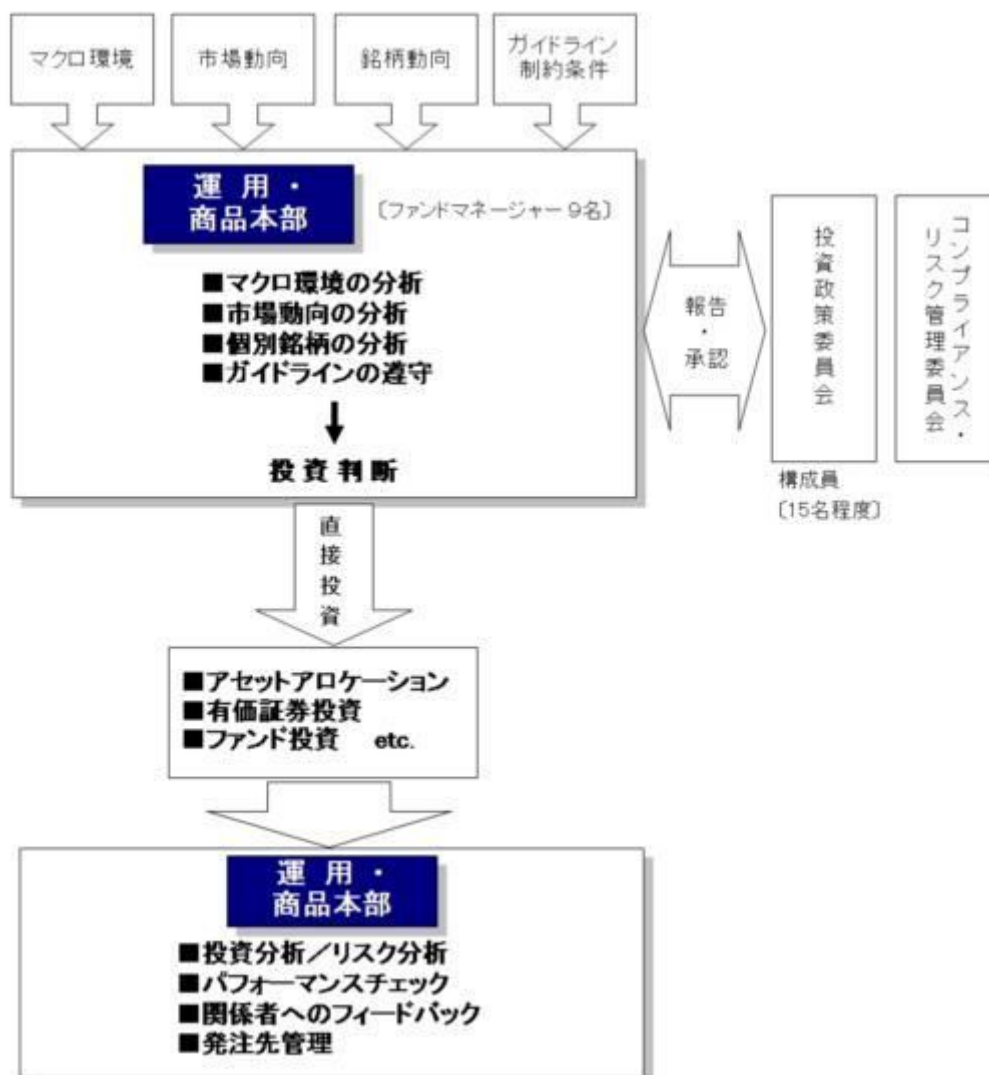 マクロ環境
市場動向
銘柄動向
ガイドライン
制約条件
運 用 ・
商品本部
〔ファンドマネージャー 9名〕
■マクロ環境の分析
■市場動向の分析
■個別銘柄の分析
■ガイドラインの遵守
投 資 判 断
報告
・
承認
投資政策委員会
コンプライアンス・
リスク管理委員会
構成員
〔15名程度〕
直接投資
■アセットアロケーション
■有価証券投資
■ファンド投資 etc.
運 用 ・
商品本部
■投資分析／リスク分析
■パフォーマンスチェック
■関係者へのフィードバック
■発注先管理